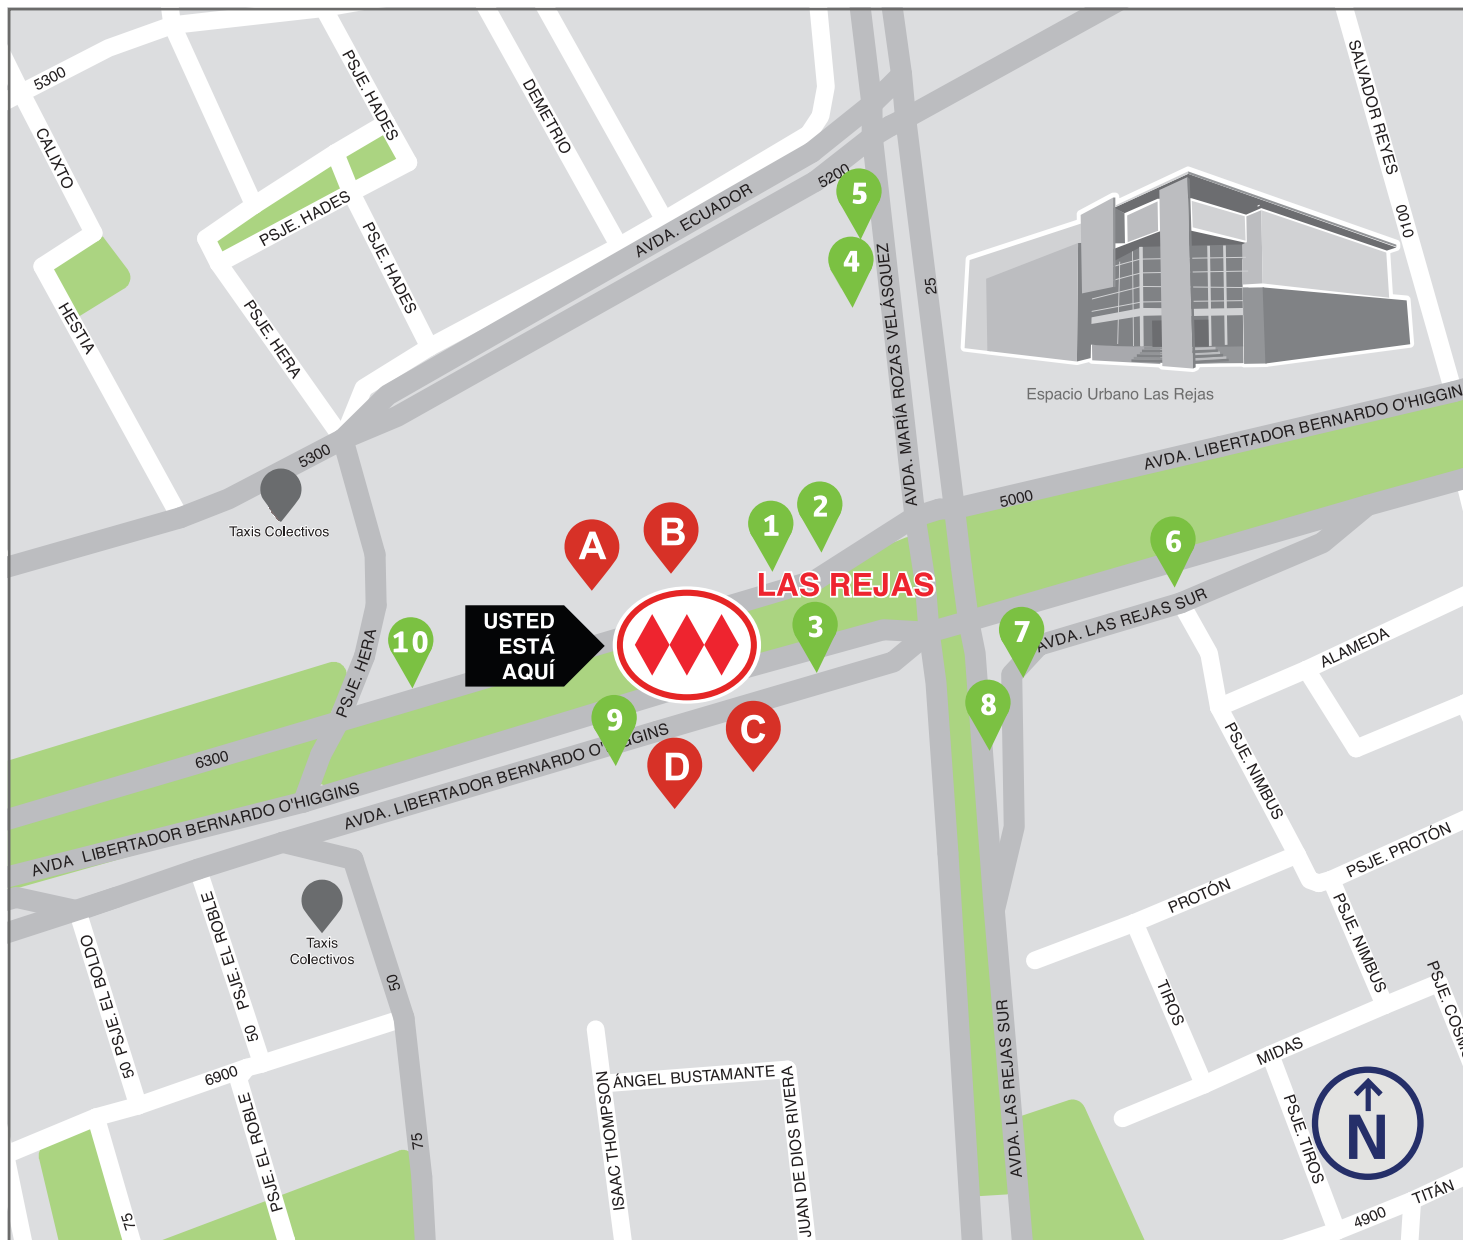 5300
PSJE. HADES
DEMETRIO
SALVADOR REYES
CALIXTO
5200
AVDA. ECUADOR
PSJE. HADES
PSJE. HADES
0100
5
4
AVDA. MARÍA ROZAS VELÁSQUEZ
25
HESTIA
PSJE. HERA
Espacio Urbano Las Rejas
AVDA. LIBERTADOR BERNARDO O'HIGGIN
5300
Taxis Colectivos
5000
A
B
1
2
6
LAS REJAS
USTED
ESTÁ
AQUÍ
3
7
AVDA. LAS REJAS SUR
10
ALAMEDA
PSJE. HERA
8
9
C
D
6300
AVDA LIBERTADOR BERNARDO O'HIGGINS
AVDA. LIBERTADOR BERNARDO O'HIGGINS
PSJE. NIMBUS
PSJE. PROTÓN
PROTÓN
PSJE. NIMBUS
Taxis
Colectivos
PSJE. EL ROBLE
50
PSJE. EL BOLDO
50
50
TIROS
PSJE. COSM
MIDAS
6900
ÁNGEL BUSTAMANTE
ISAAC THOMPSON
JUAN DE DIOS RIVERA
AVDA. LAS REJAS SUR
PSJE. EL ROBLE
75
75
PSJE. TIROS
N
TITÁN
4900